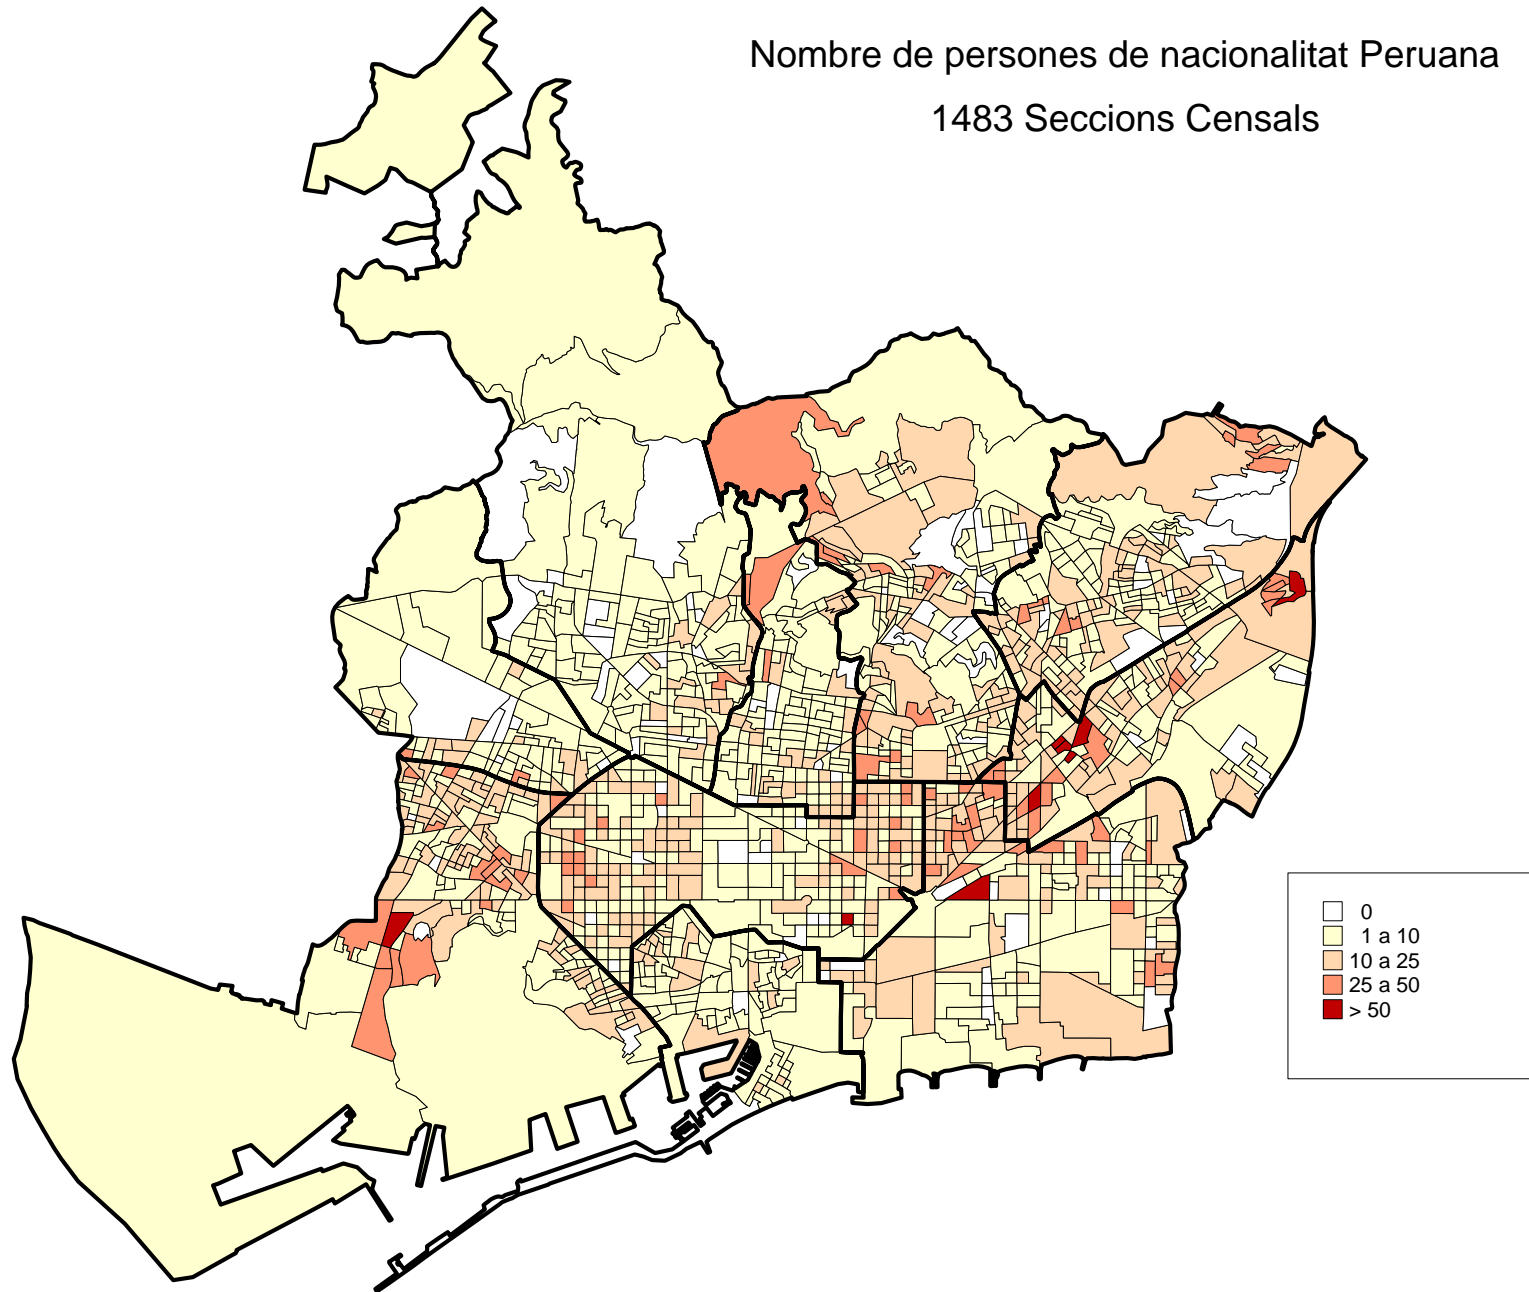 Nombre de persones de nacionalitat Peruana
1483 Seccions Censals
0
1 a 10
10 a 25
25 a 50
> 50